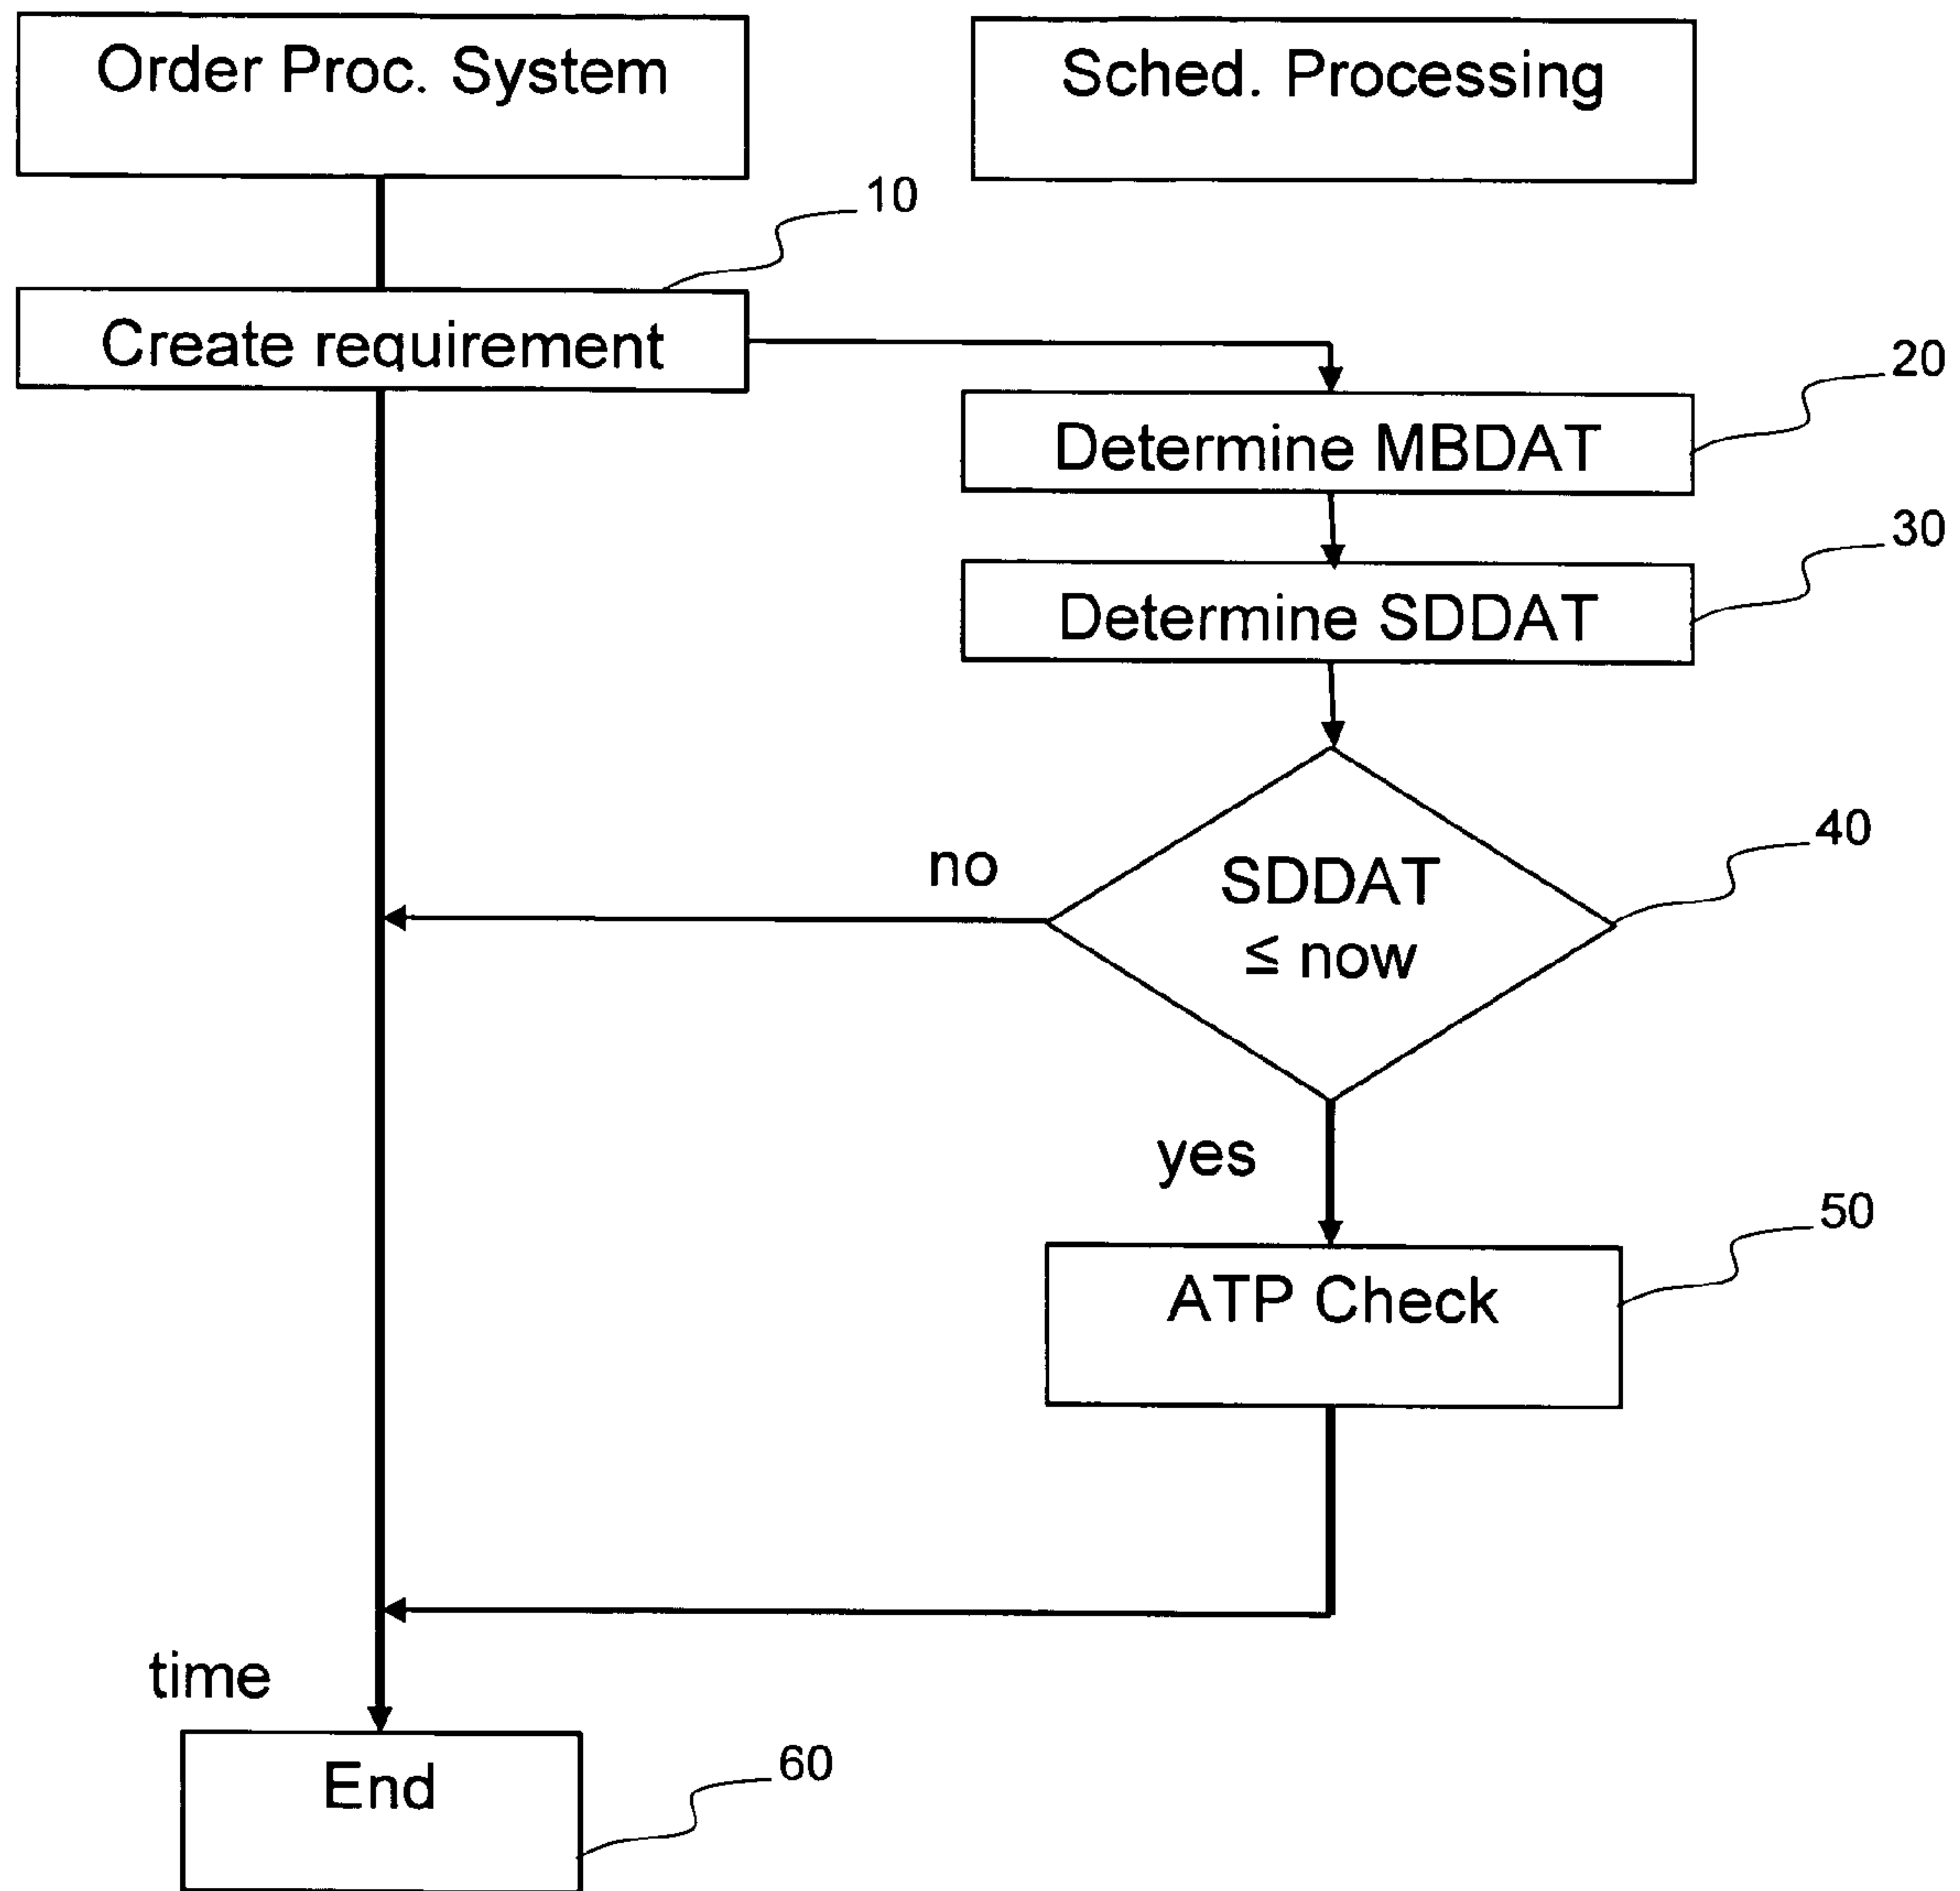 Order Proc. System
Sched. Processing
10
Create requirement
20
Determine MBDAT
30
Determine SDDAT
40
no
SDDAT
≤ now
yes
50
ATP Check
time
End
60